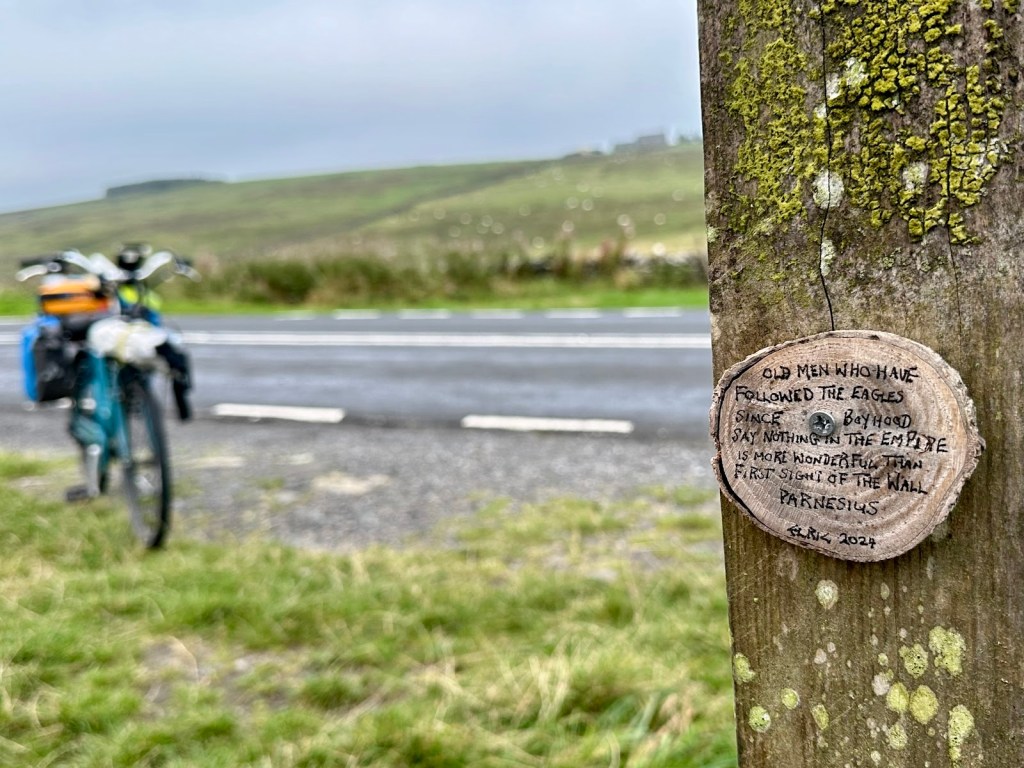 OLD MEN WHO HAVE
FOLLOWED THE EAGLES
SINCE BOYHOOD
SAY NOTHING IN THE EMPIRE
IS MORE WONDERFUL THAN
FIRST SIGHT OF THE WALL
PARNESIUS
2024